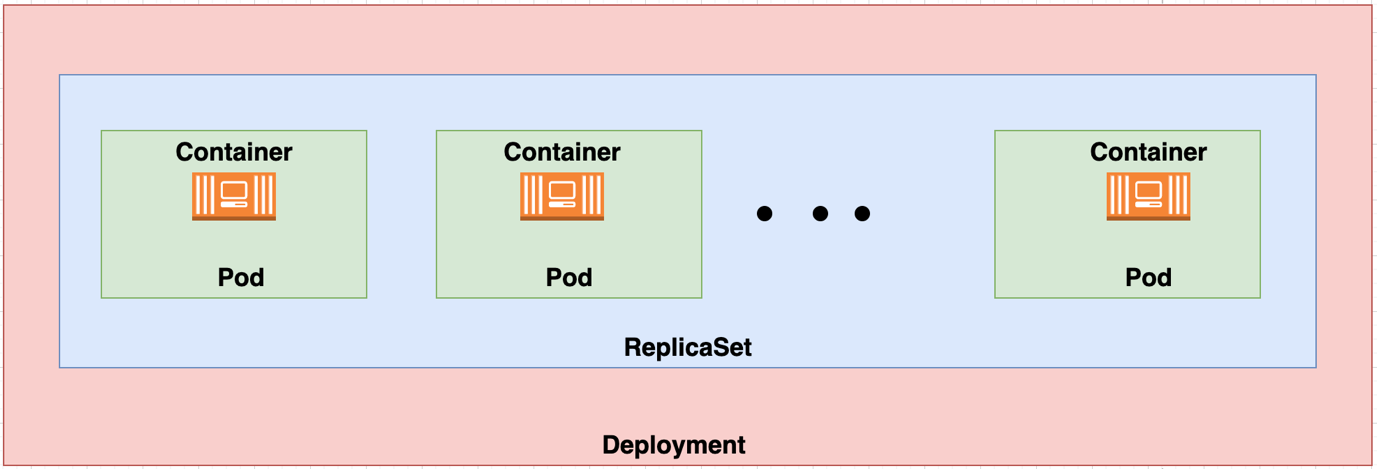 Container
Container
Container
Pod
Pod
Pod
ReplicaSet
Deployment